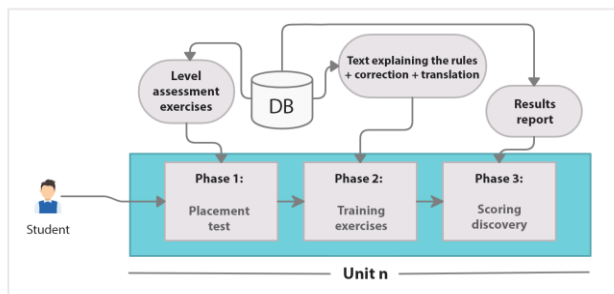 Level
assessment
exercises
DB
Text explaining the rules
+ correction + translation
Results
report
Phase 1:
Placement
test
Phase 2:
Training
exercises
Phase 3:
Scoring
discovery
Student
Unit n